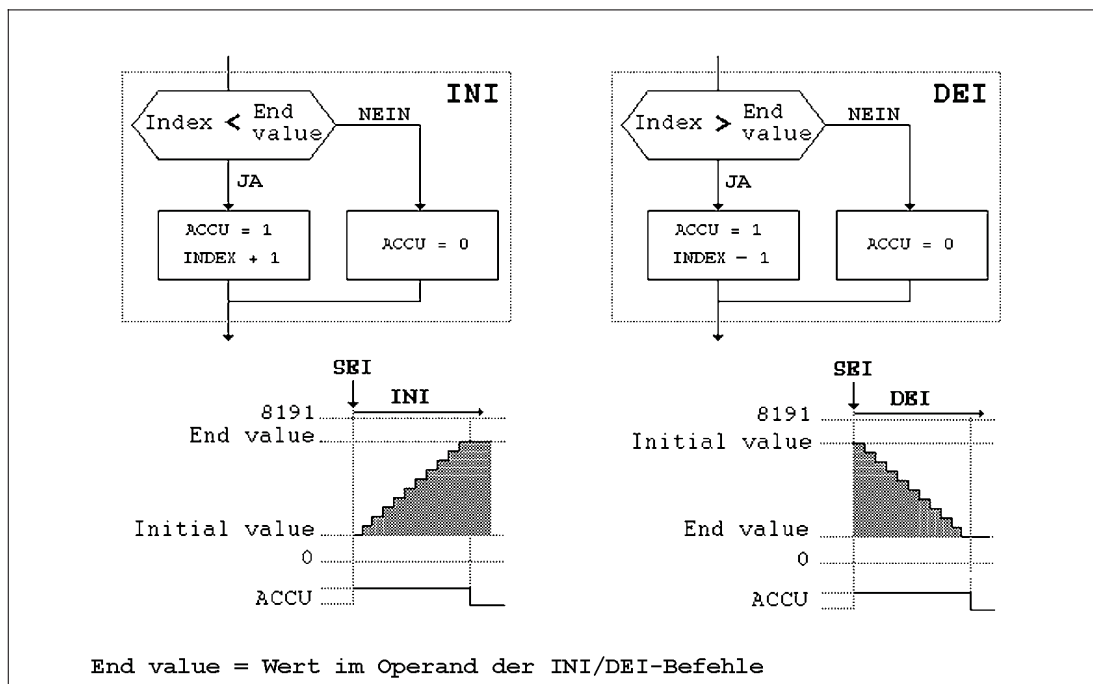 INI
Index < End value
NEIN
JA
ACCU = 1
INDEX + 1
ACCU = 0
DEI
Index > End value
NEIN
JA
ACCU = 1
INDEX - 1
ACCU = 0
SEI
INI
8191
End value
Initial value
0
ACCU
SEI
DEI
8191
Initial value
End value
0
ACCU
End value = Wert im Operand der INI/DEI-Befehle